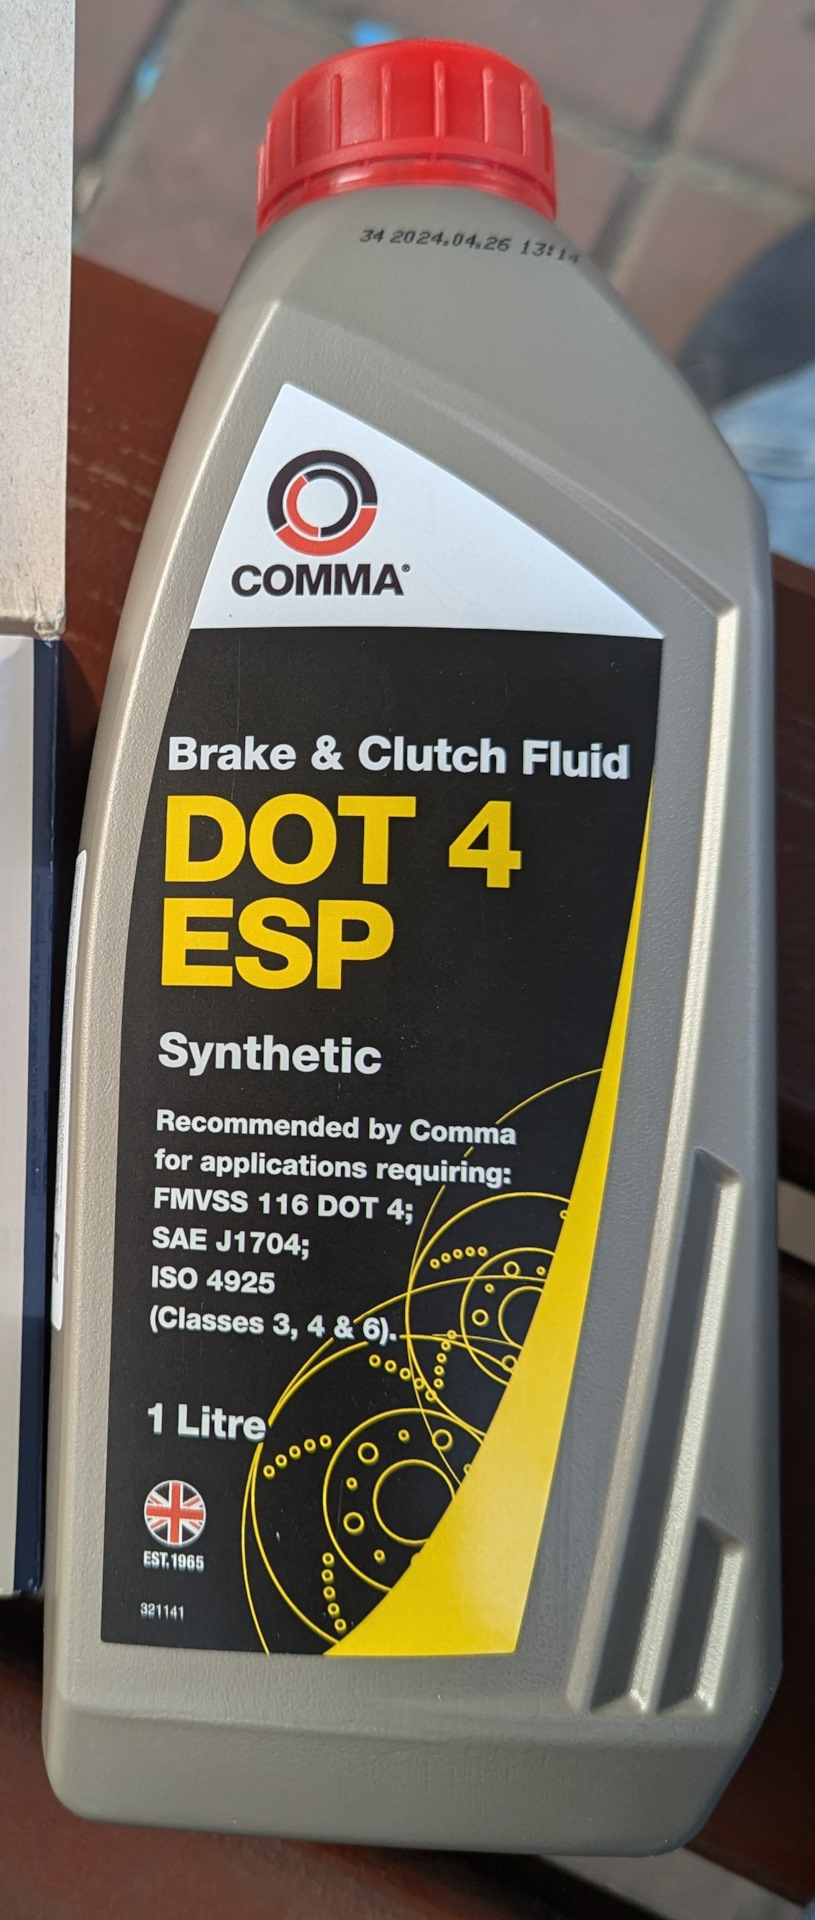 34 2024.04.26 13:14
COMMA®
Brake & Clutch Fluid
DOT 4
ESP
Synthetic
Recommended by Comma
for applications requiring:
FMVSS 116 DOT 4;
SAE J1704;
ISO 4925
(Classes 3, 4 & 6).
1 Litre
EST.1965
321141